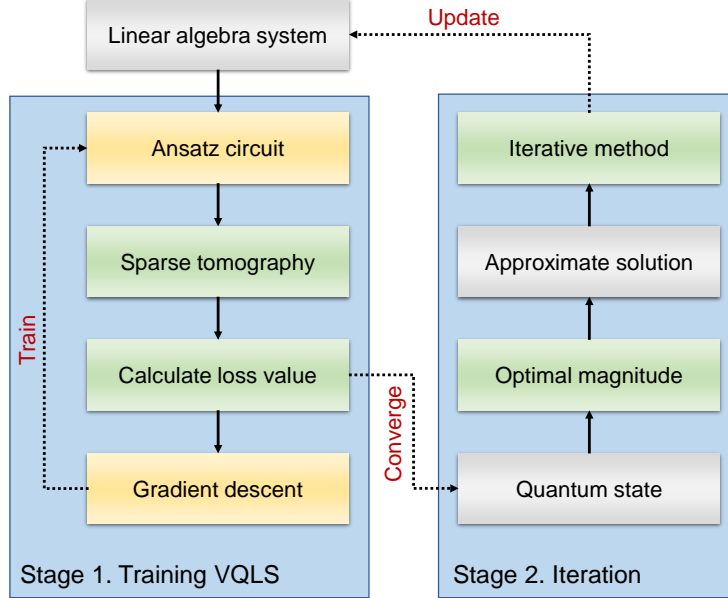 Linear algebra system
Update
Ansatz circuit
Sparse tomography
Calculate loss value
Gradient descent
Train
Stage 1. Training VQLS
Converge
Iterative method
Approximate solution
Optimal magnitude
Quantum state
Stage 2. Iteration